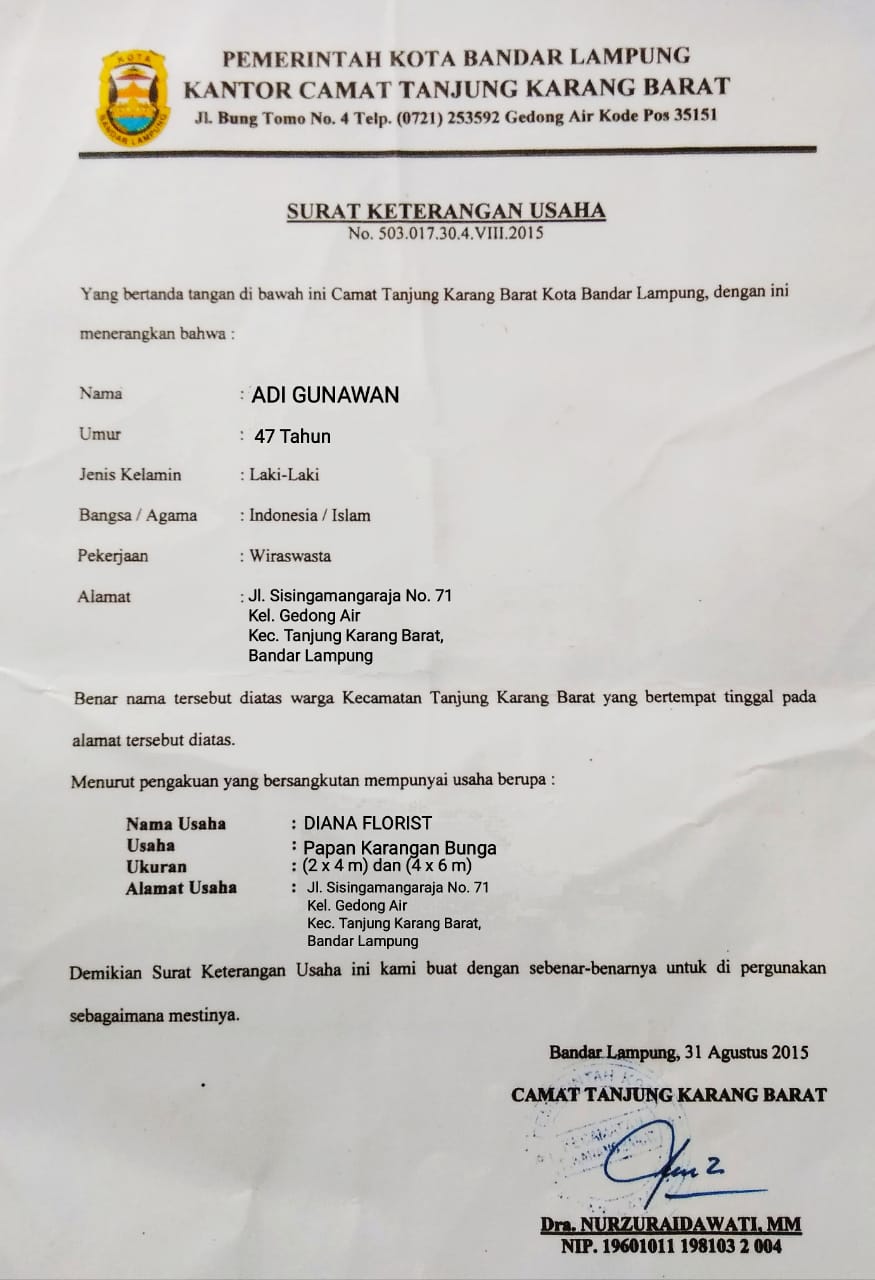 KOTA
BANDAR LAMPUNG
PEMERINTAH KOTA BANDAR LAMPUNG
KANTOR CAMAT TANJUNG KARANG BARAT
Jl. Bung Tomo No. 4 Telp. (0721) 253592 Gedong Air Kode Pos 35151
SURAT KETERANGAN USAHA
No. 503.017.30.4.VIII.2015
Yang bertanda tangan di bawah ini Camat Tanjung Karang Barat Kota Bandar Lampung, dengan ini
menerangkan bahwa :
Nama : ADI GUNAWAN
Umur : 47 Tahun
Jenis Kelamin : Laki-Laki
Bangsa / Agama : Indonesia / Islam
Pekerjaan : Wiraswasta
Alamat : Jl. Sisingamangaraja No. 71
Kel. Gedong Air
Kec. Tanjung Karang Barat,
Bandar Lampung
Benar nama tersebut diatas warga Kecamatan Tanjung Karang Barat yang bertempat tinggal pada
alamat tersebut diatas.
Menurut pengakuan yang bersangkutan mempunyai usaha berupa :
Nama Usaha : DIANA FLORIST
Usaha : Papan Karangan Bunga
Ukuran : (2 x 4 m) dan (4 x 6 m)
Alamat Usaha : Jl. Sisingamangaraja No. 71
Kel. Gedong Air
Kec. Tanjung Karang Barat,
Bandar Lampung
Demikian Surat Keterangan Usaha ini kami buat dengan sebenar-benarnya untuk di pergunakan
sebagaimana mestinya.
Bandar Lampung, 31 Agustus 2015
CAMAT TANJUNG KARANG BARAT
Dra. NURZURAIDAWATI, MM
NIP. 19601011 198103 2 004